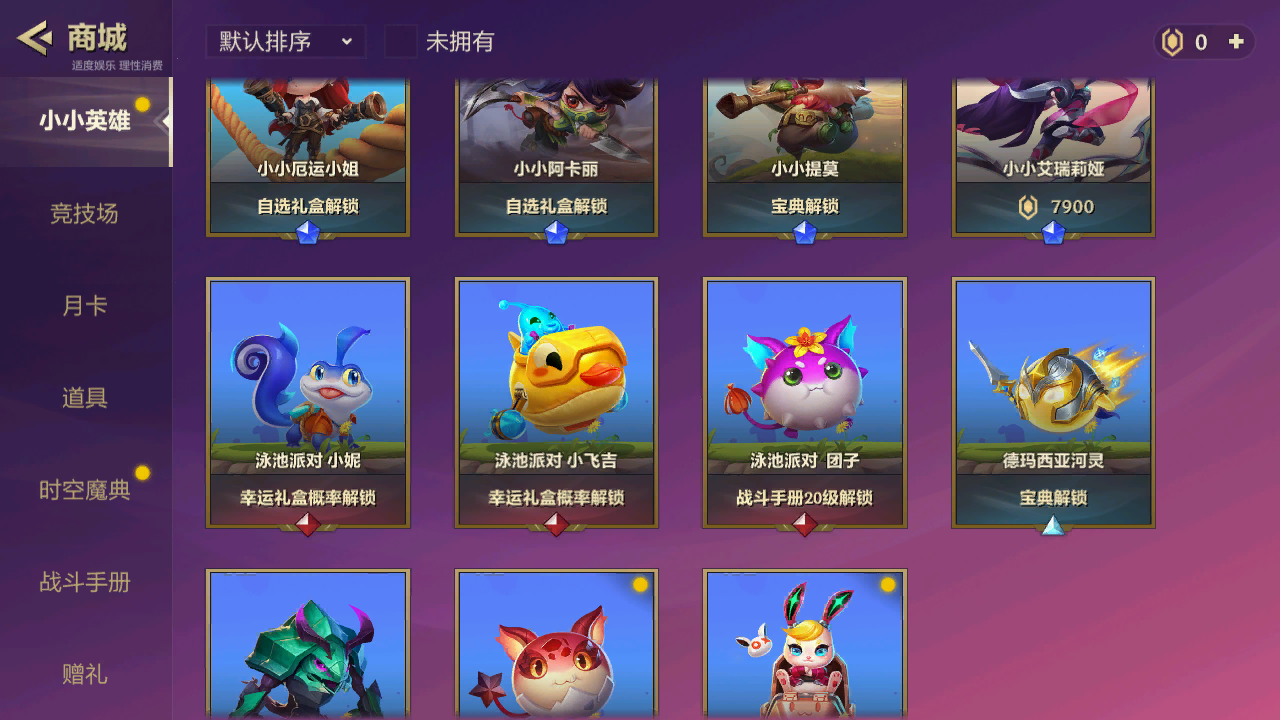 商城
适度娱乐 理性消费
默认排序
未拥有
0
小小英雄
竞技场
月卡
道具
时空魔典
战斗手册
赠礼
小小厄运小姐
小小阿卡丽
小小提莫
小小艾瑞莉娅
自选礼盒解锁
自选礼盒解锁
宝典解锁
7900
泳池派对 小妮
泳池派对 小飞吉
泳池派对 团子
德玛西亚河灵
幸运礼盒概率解锁
幸运礼盒概率解锁
战斗手册20级解锁
宝典解锁